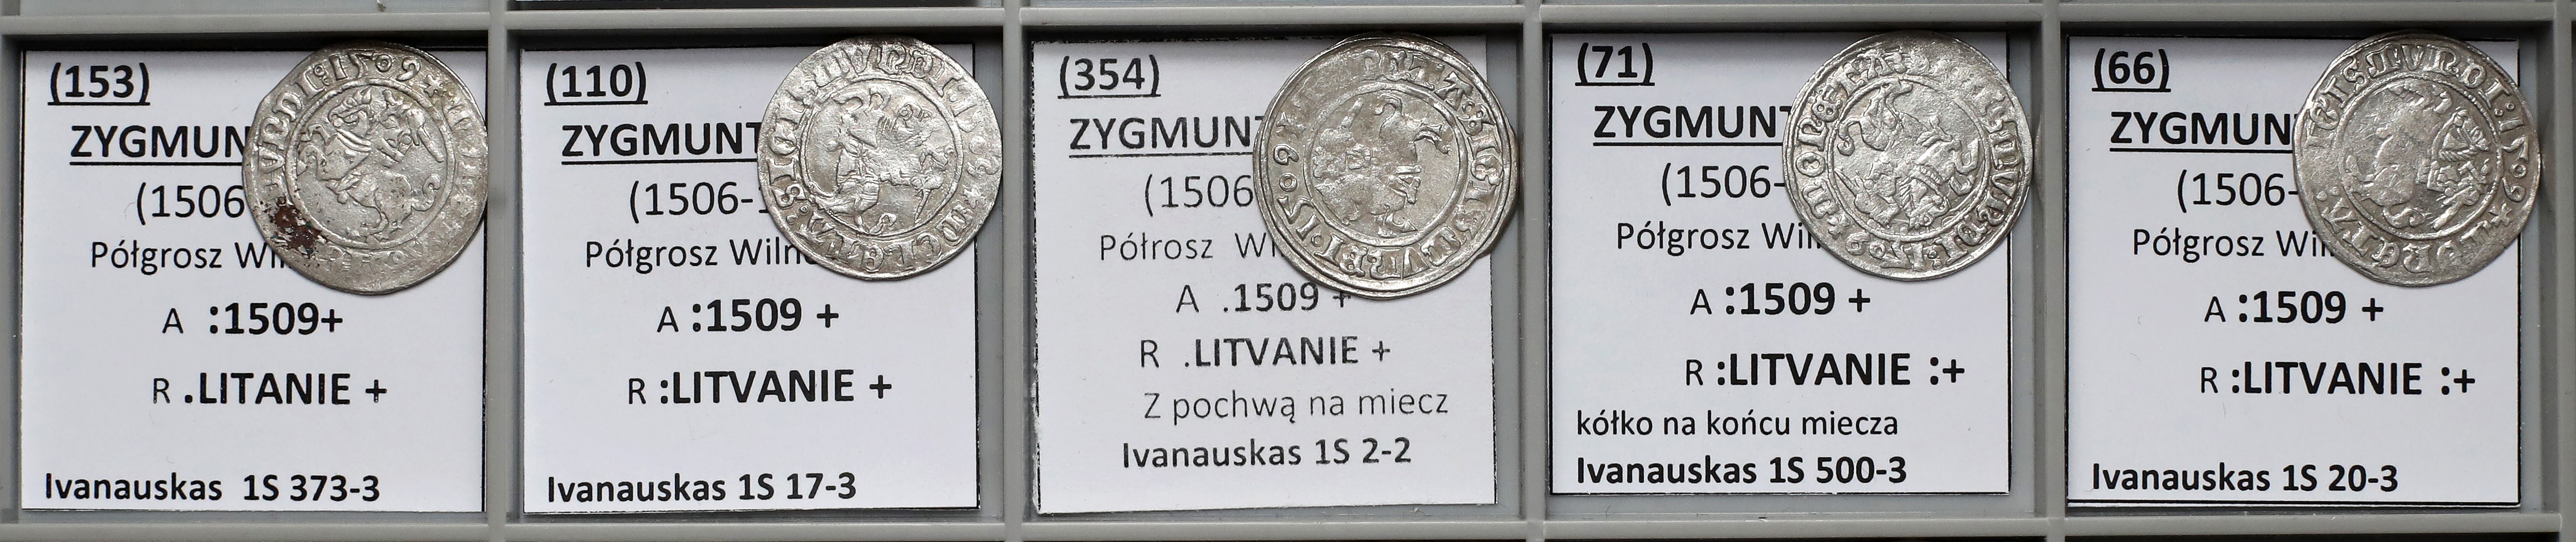 (153)
ZYGMUN
(1506
Półgrosz Wi
A :1509+
R .LITANIE +
Ivanauskas 1S 373-3
(110)
ZYGMUNT
(1506-
Półgrosz Wiln
A :1509 +
R :LITVANIE +
Ivanauskas 1S 17-3
(354)
ZYGMUNT
(1506
Półrosz W
A .1509 +
R .LITVANIE +
Z pochwą na miecz
Ivanauskas 1S 2-2
(71)
ZYGMUNT
(1506-
Półgrosz Wil
A :1509 +
R :LITVANIE :+
kółko na końcu miecza
Ivanauskas 1S 500-3
(66)
ZYGMUN
(1506-
Półgrosz Wil
A :1509 +
R :LITVANIE :+
Ivanauskas 1S 20-3